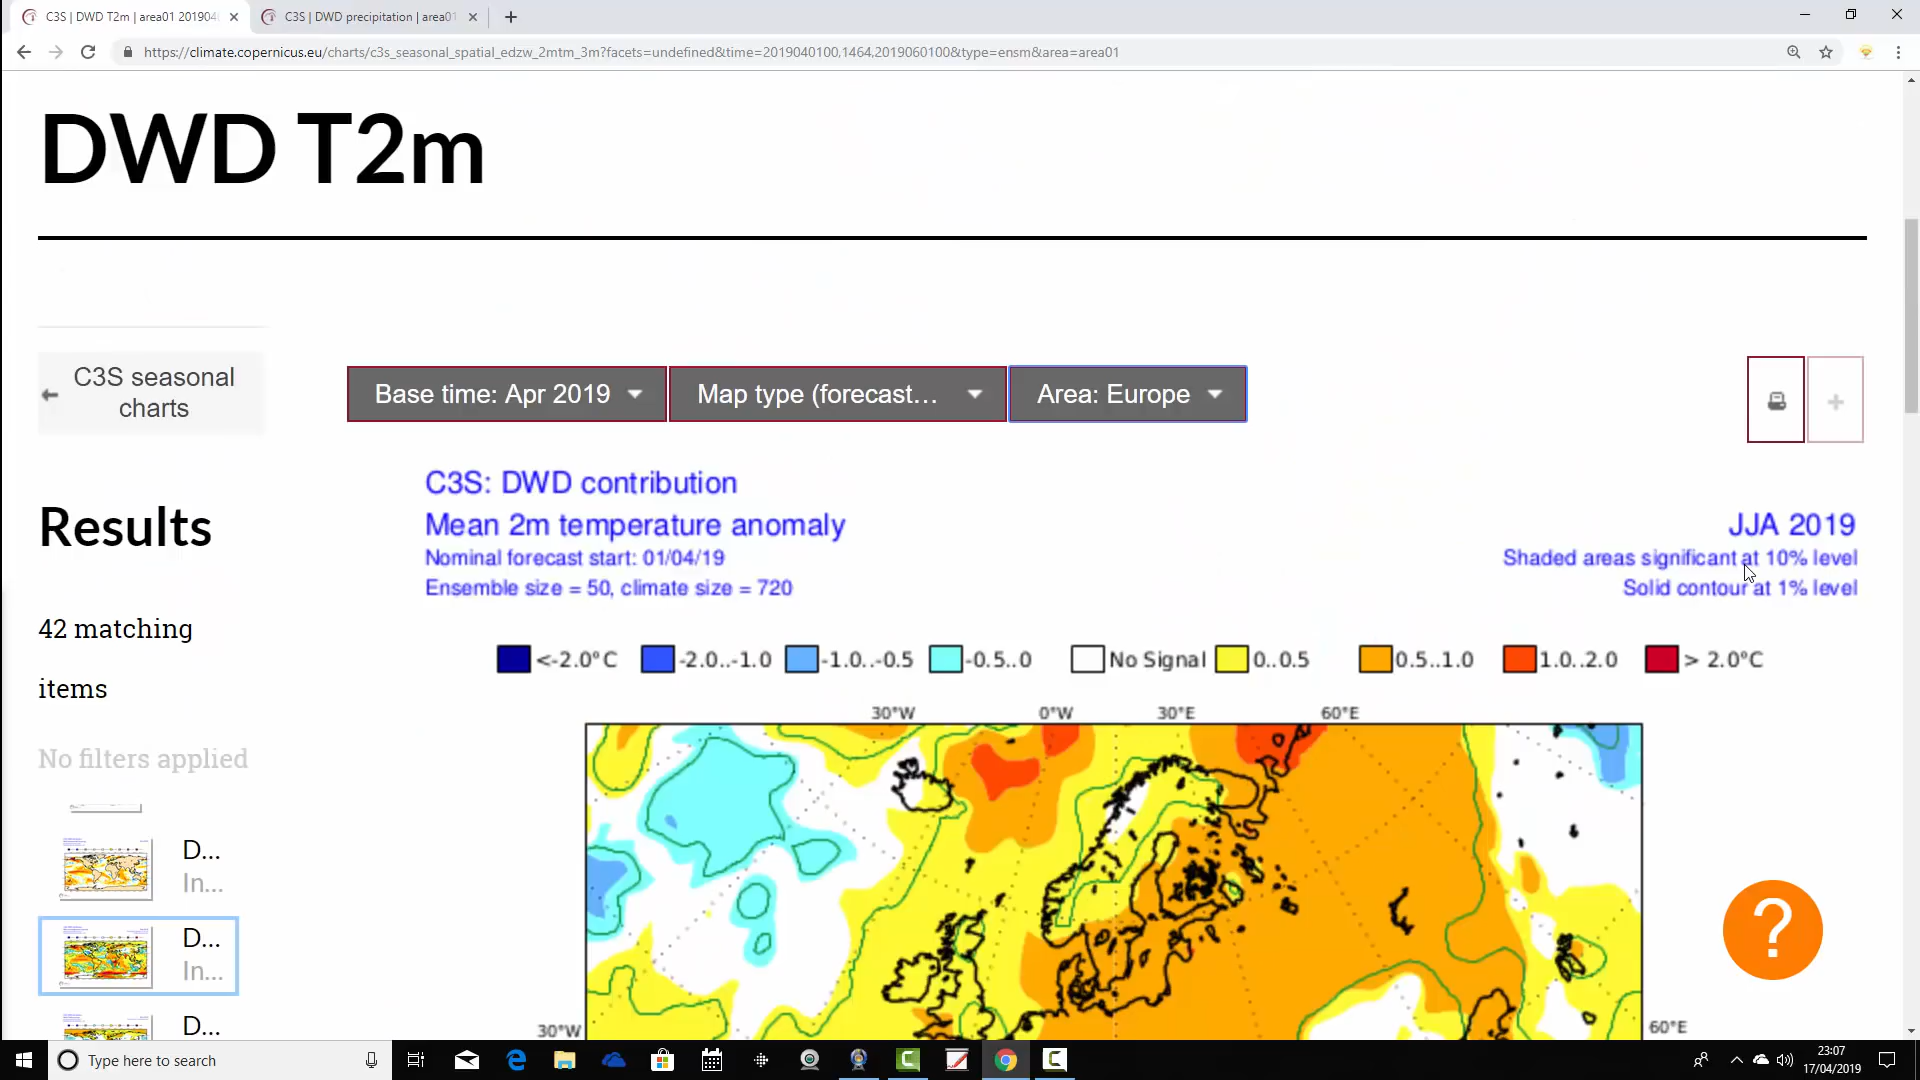 C3S | DWD T2m | area01 201904
C3S | DWD precipitation | area01
https://climate.copernicus.eu/charts/c3s_seasonal_spatial_edzw_2mtm_3m?facets=undefined&time=2019040100,1464,2019060100&type=ensm&area=area01
DWD T2m
C3S seasonal
charts
Base time: Apr 2019
Map type (forecast...
Area: Europe
C3S: DWD contribution
Mean 2m temperature anomaly
Nominal forecast start: 01/04/19
Ensemble size = 50, climate size = 720
JJA 2019
Shaded areas significant at 10% level
Solid contour at 1% level
Results
42 matching
items
No filters applied
D...
In...
D...
In...
D...
<-2.0°C -2.0..-1.0 -1.0..-0.5 -0.5..0 No Signal 0..0.5 0.5..1.0 1.0..2.0 > 2.0°C
30°W 0°W 30°E 60°E
30°W
60°E
?
Type here to search
23:07
17/04/2019